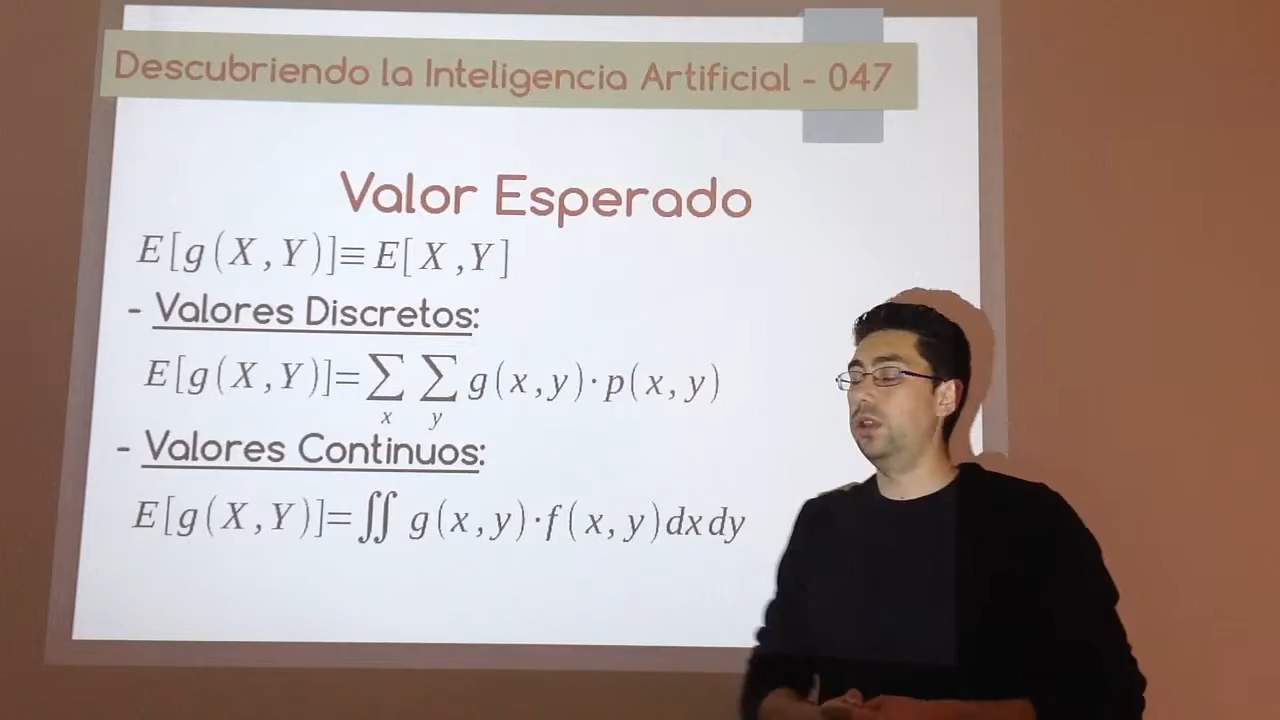 Descubriendo la Inteligencia Artificial - 047
Valor Esperado
E[g(X,Y)]≡E[X,Y]
- Valores Discretos:
E[g(X,Y)]=∑x ∑y g(x,y)·p(x,y)
- Valores Continuos:
E[g(X,Y)]=∬ g(x,y)·f(x,y)dxdy